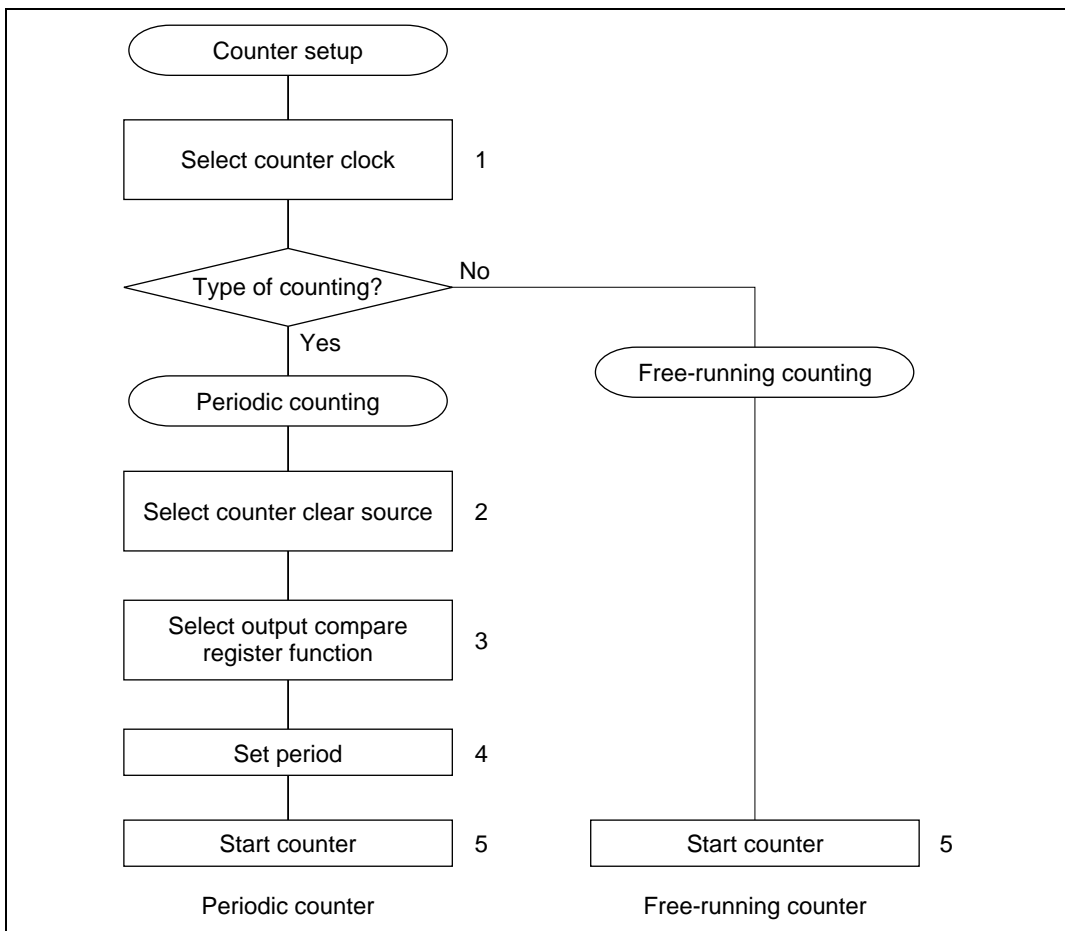 Counter setup
Select counter clock
1
Type of counting?
No
Yes
Periodic counting
Free-running counting
Select counter clear source
2
Select output compare
register function
3
Set period
4
Start counter
5
Start counter
5
Periodic counter
Free-running counter